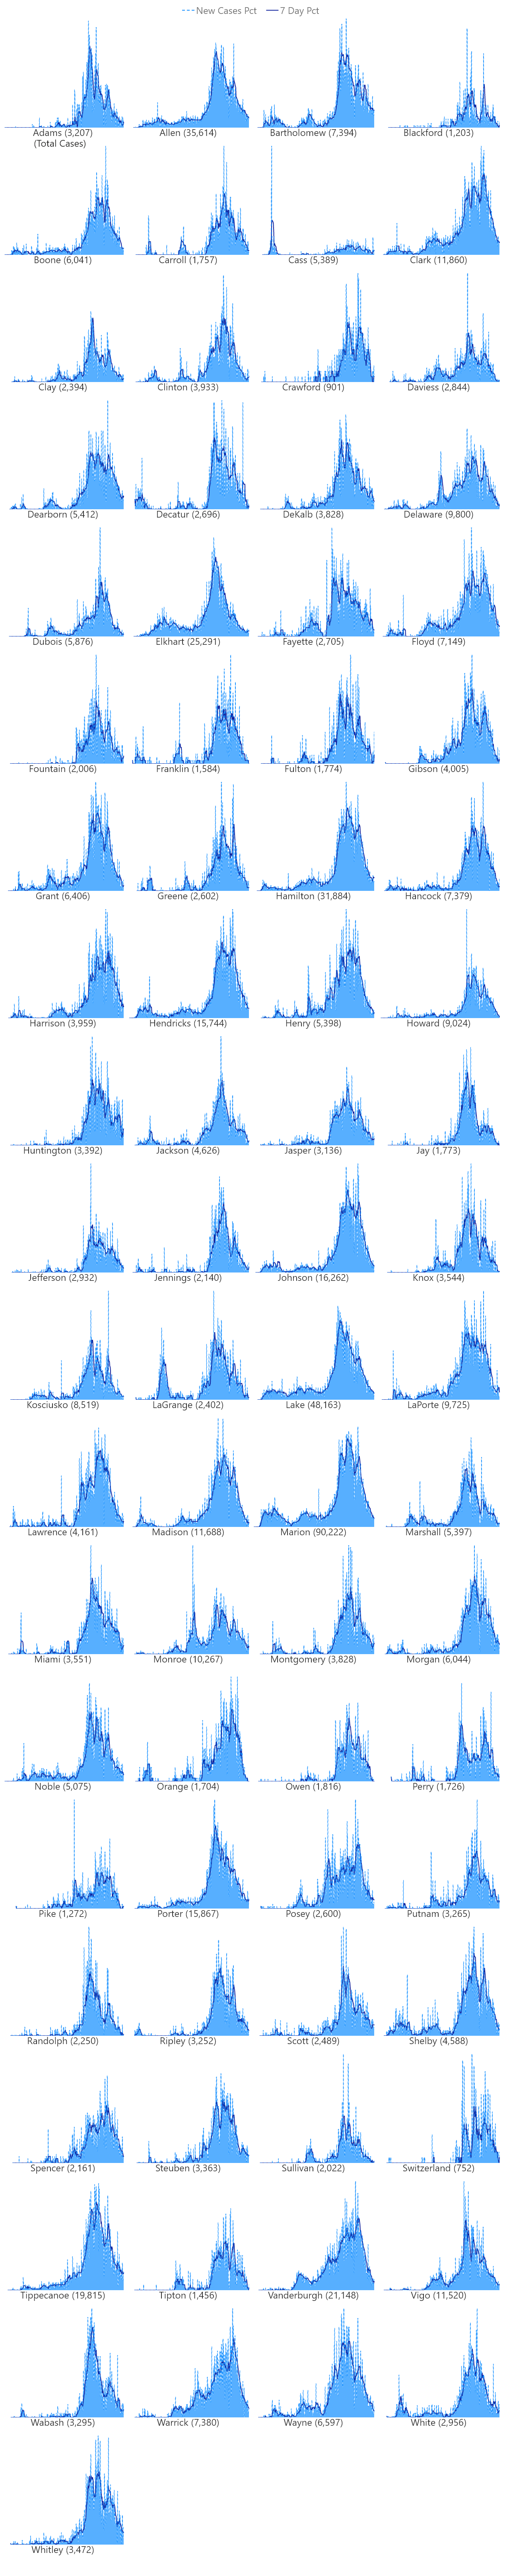 New Cases Pct 7 Day Pct
Adams (3,207) Allen (35,614) Bartholomew (7,394) Blackford (1,203)
(Total Cases)
Boone (6,041) Carroll (1,757) Cass (5,389) Clark (11,860)
Clay (2,394) Clinton (3,933) Crawford (901) Daviess (2,844)
Dearborn (5,412) Decatur (2,696) DeKalb (3,828) Delaware (9,800)
Dubois (5,876) Elkhart (25,291) Fayette (2,705) Floyd (7,149)
Fountain (2,006) Franklin (1,584) Fulton (1,774) Gibson (4,005)
Grant (6,406) Greene (2,602) Hamilton (31,884) Hancock (7,379)
Harrison (3,959) Hendricks (15,744) Henry (5,398) Howard (9,024)
Huntington (3,392) Jackson (4,626) Jasper (3,136) Jay (1,773)
Jefferson (2,932) Jennings (2,140) Johnson (16,262) Knox (3,544)
Kosciusko (8,519) LaGrange (2,402) Lake (48,163) LaPorte (9,725)
Lawrence (4,161) Madison (11,688) Marion (90,222) Marshall (5,397)
Miami (3,551) Monroe (10,267) Montgomery (3,828) Morgan (6,044)
Noble (5,075) Orange (1,704) Owen (1,816) Perry (1,726)
Pike (1,272) Porter (15,867) Posey (2,600) Putnam (3,265)
Randolph (2,250) Ripley (3,252) Scott (2,489) Shelby (4,588)
Spencer (2,161) Steuben (3,363) Sullivan (2,022) Switzerland (752)
Tippecanoe (19,815) Tipton (1,456) Vanderburgh (21,148) Vigo (11,520)
Wabash (3,295) Warrick (7,380) Wayne (6,597) White (2,956)
Whitley (3,472)